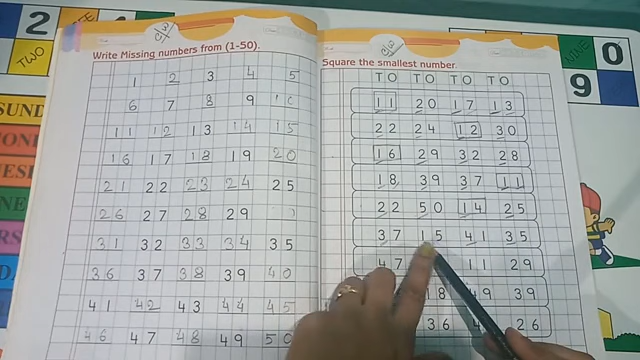 2
TWO
NINE
0
9
SUND
C/W
C/W
Write Missing numbers from (1-50).
1 2 3 4 5
6 7 8 9 10
11 12 13 14 15
16 17 18 19 20
21 22 23 24 25
26 27 28 29
31 32 33 34 35
36 37 38 39 40
41 42 43 44 45
46 47 48 49 50
Square the smallest number.
TO TO TO TO
11 20 17 13
22 24 12 30
16 29 32 28
18 39 37 11
22 50 14 25
37 15 41 35
47 11 29
8 49 39
36 4 26